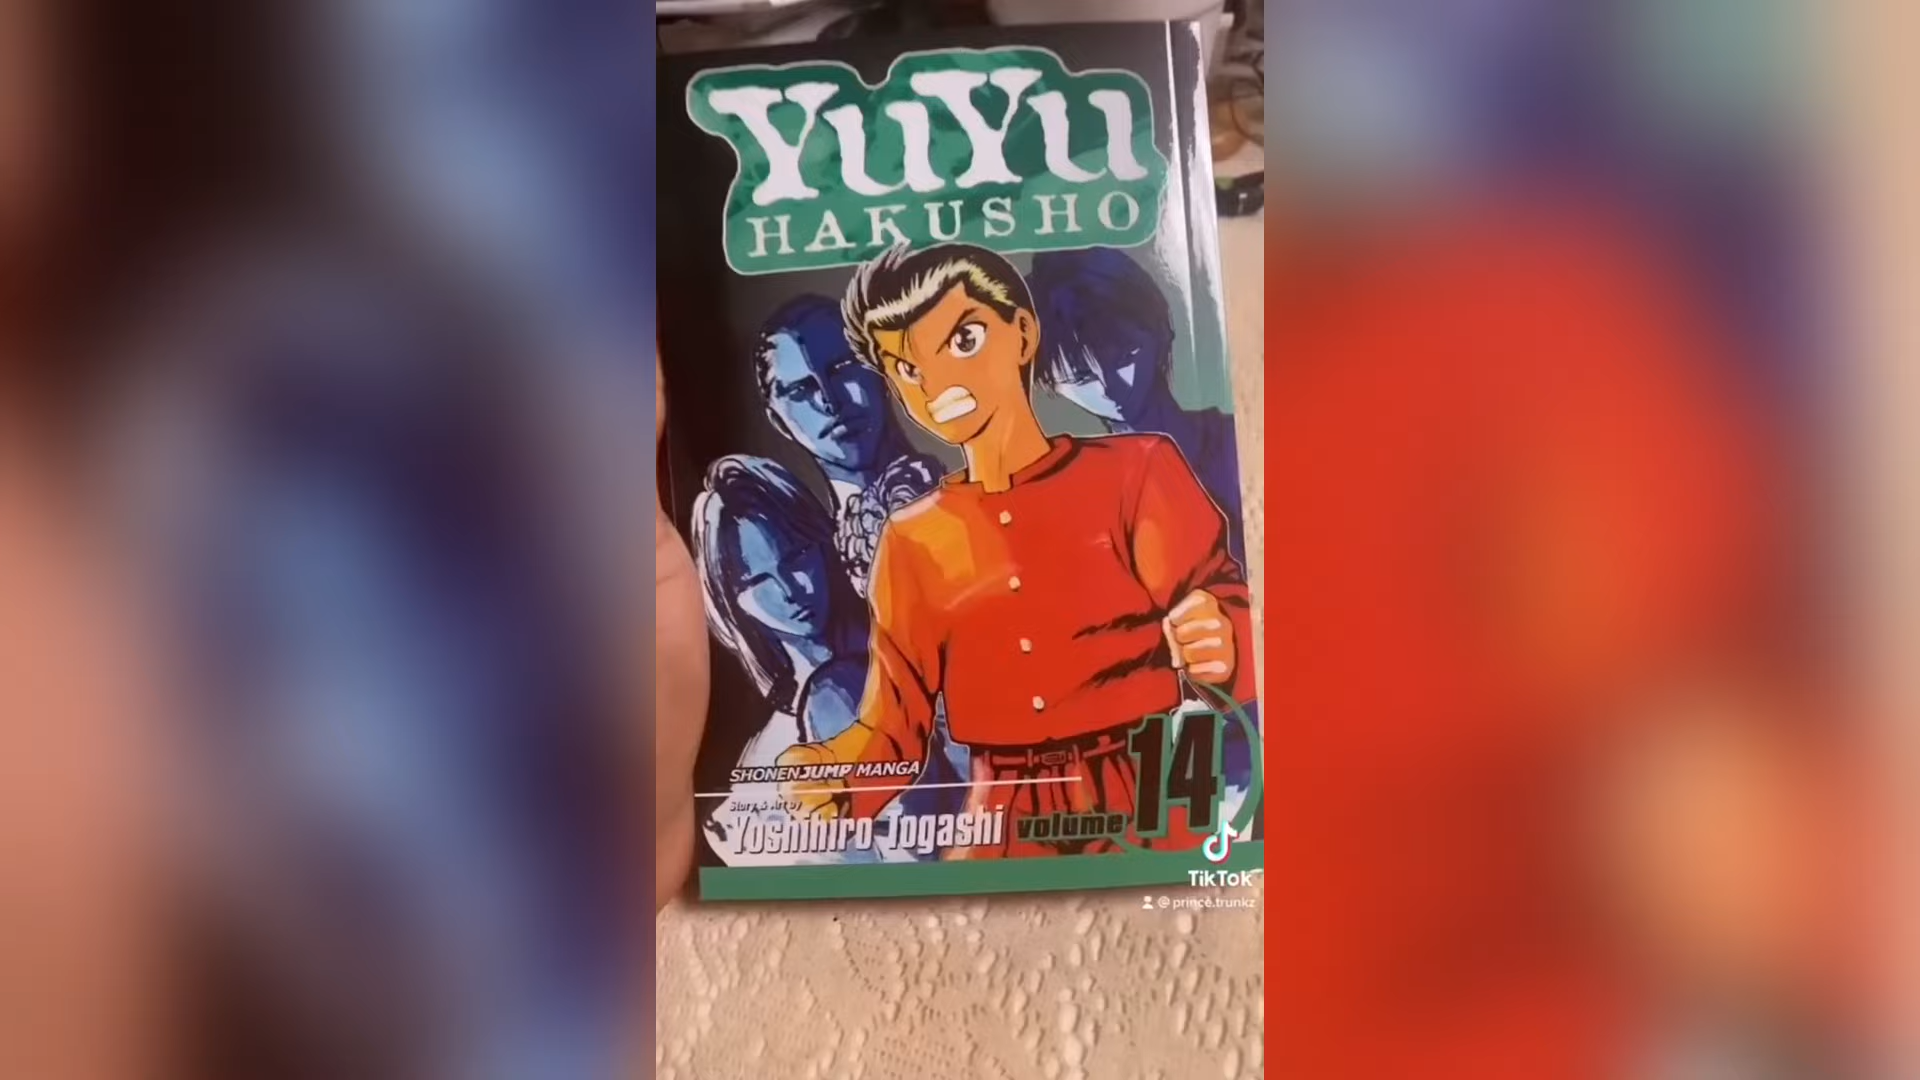 YuYu
HAKUSHO
SHONEN JUMP MANGA
Story & Art by
Yoshihiro Togashi
volume 14
TikTok
@prince.trunkz